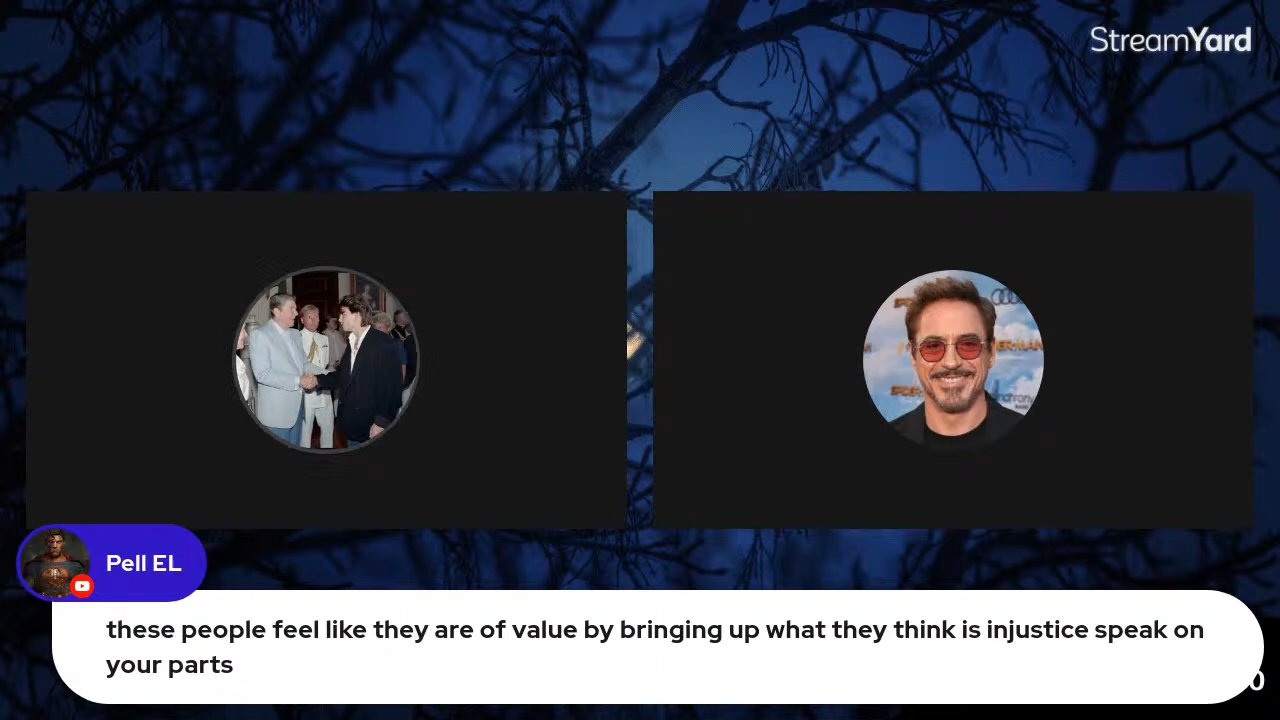 StreamYard
Pell EL
these people feel like they are of value by bringing up what they think is injustice speak on
your parts